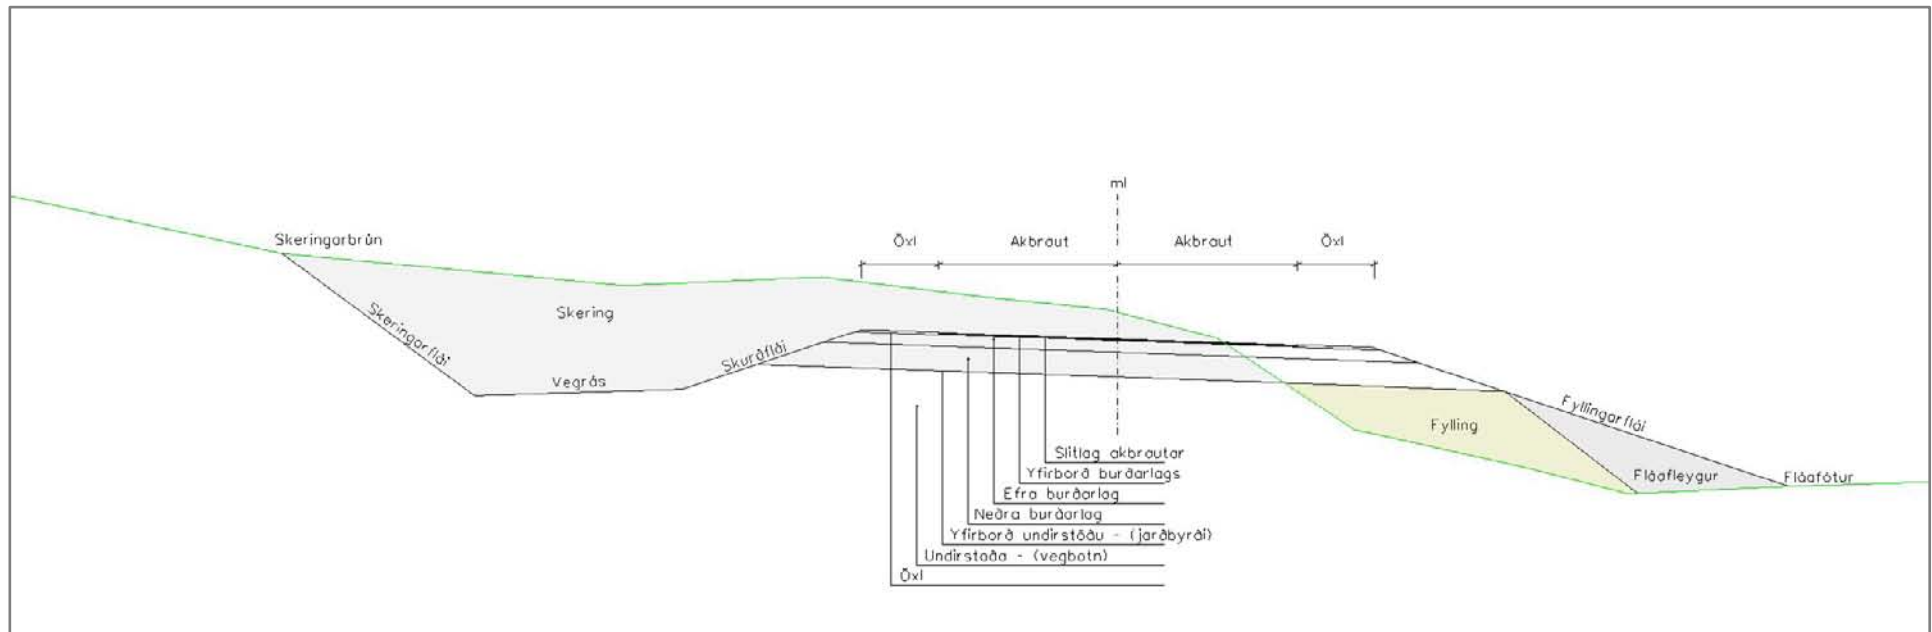 ml
Skeringarbrún
Öxl
Akbraut
Akbraut
Öxl
Skering
Skeringarflái
Skurðflái
Vegrás
Fyllingarflái
Fylling
Fláafleygur
Fláafótur
Slitlag akbrautar
Yfirborð burðarlags
Efra burðarlag
Neðra burðarlag
Yfirborð undirstöðu - (jarðbyrði)
Undirstaða - (vegbotn)
Öxl